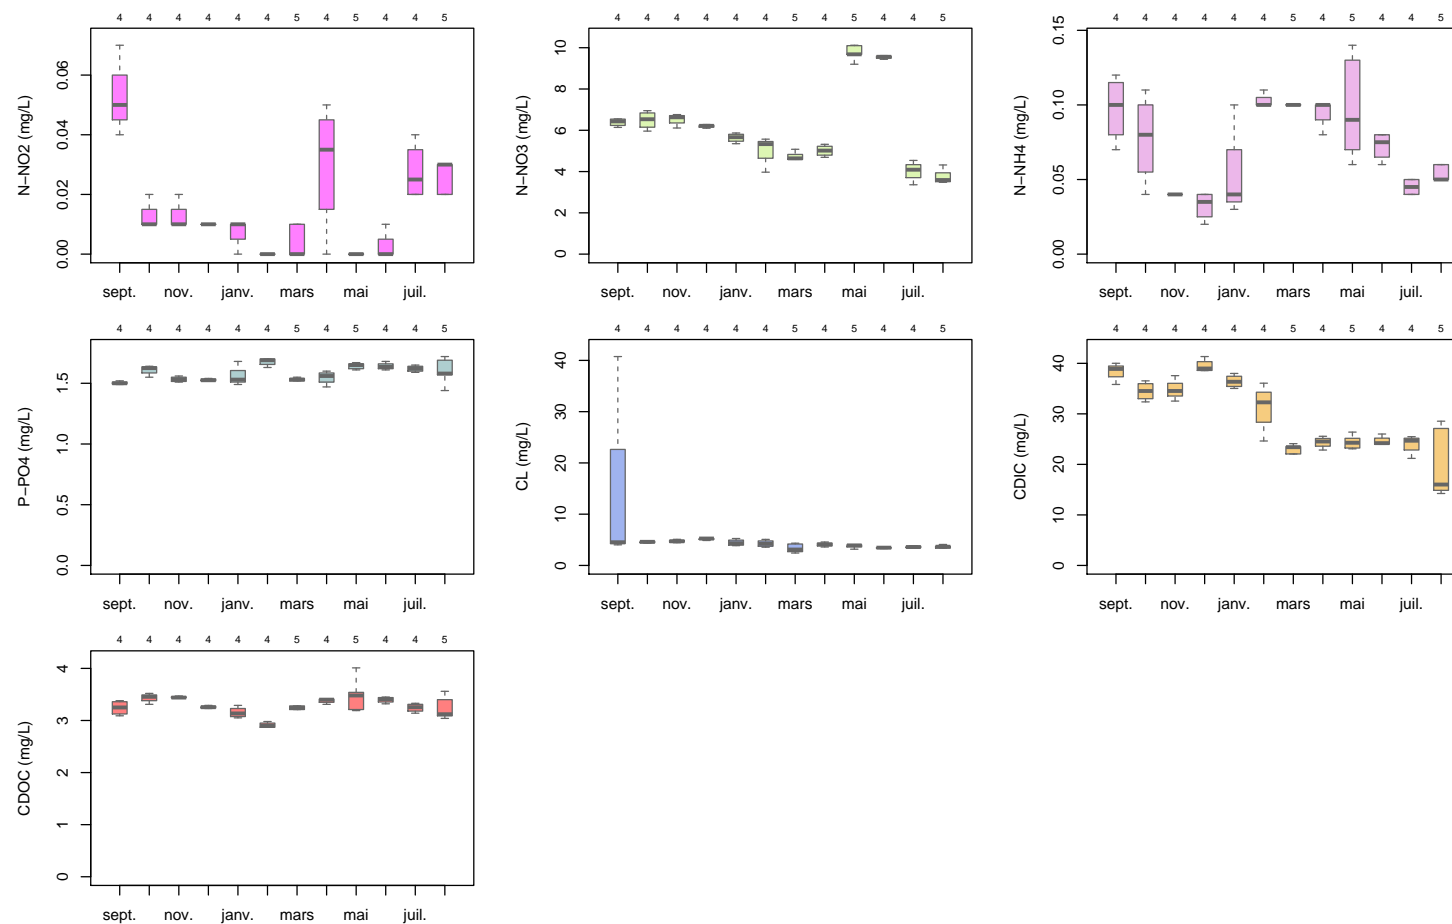 4 4 4 4 4 4 5 4 5 4 4 5
N−NO2 (mg/L)
0.00 0.02 0.04 0.06
sept. nov. janv. mars mai juil.
4 4 4 4 4 4 5 4 5 4 4 5
N−NO3 (mg/L)
0 2 4 6 8 10
sept. nov. janv. mars mai juil.
4 4 4 4 4 4 5 4 5 4 4 5
N−NH4 (mg/L)
0.00 0.05 0.10 0.15
sept. nov. janv. mars mai juil.
4 4 4 4 4 4 5 4 5 4 4 5
P−PO4 (mg/L)
0.0 0.5 1.0 1.5
sept. nov. janv. mars mai juil.
4 4 4 4 4 4 5 4 5 4 4 5
CL (mg/L)
0 10 20 30 40
sept. nov. janv. mars mai juil.
4 4 4 4 4 4 5 4 5 4 4 5
CDIC (mg/L)
0 10 20 30 40
sept. nov. janv. mars mai juil.
4 4 4 4 4 4 5 4 5 4 4 5
CDOC (mg/L)
0 1 2 3 4
sept. nov. janv. mars mai juil.